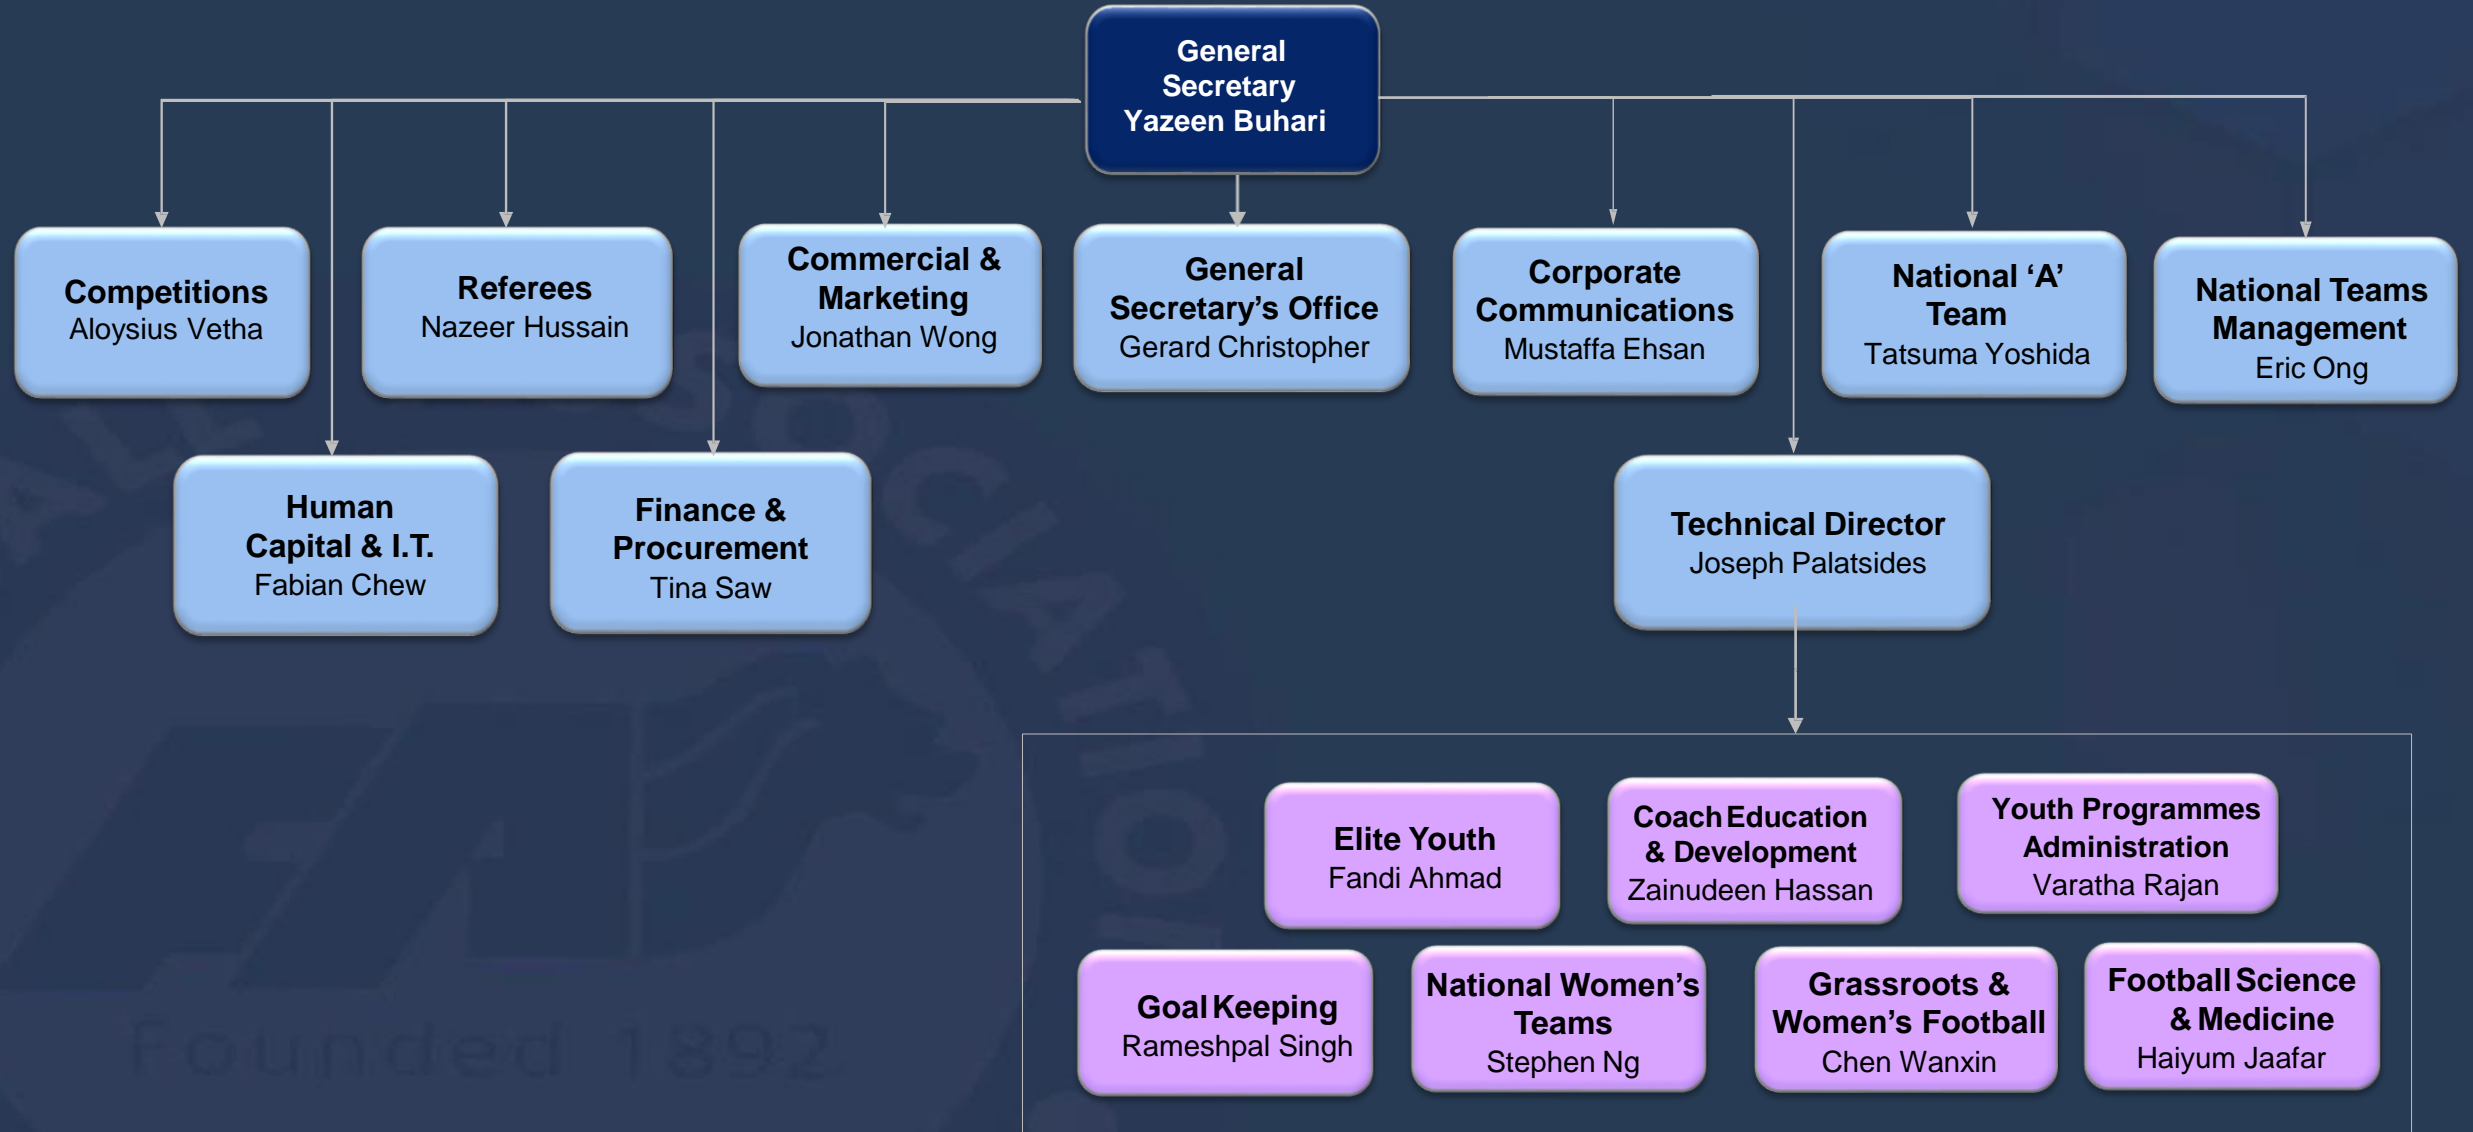 General
Secretary
Yazeen Buhari
Competitions
Aloysius Vetha
Referees
Nazeer Hussain
Commercial &
Marketing
Jonathan Wong
General
Secretary’s Office
Gerard Christopher
Corporate
Communications
Mustaffa Ehsan
National ‘A’
Team
Tatsuma Yoshida
National Teams
Management
Eric Ong
Human
Capital & I.T.
Fabian Chew
Finance &
Procurement
Tina Saw
Technical Director
Joseph Palatsides
Elite Youth
Fandi Ahmad
Coach Education
& Development
Zainudeen Hassan
Youth Programmes
Administration
Varatha Rajan
Goal Keeping
Rameshpal Singh
National Women’s
Teams
Stephen Ng
Grassroots &
Women’s Football
Chen Wanxin
Football Science
& Medicine
Haiyum Jaafar
Founded 1892